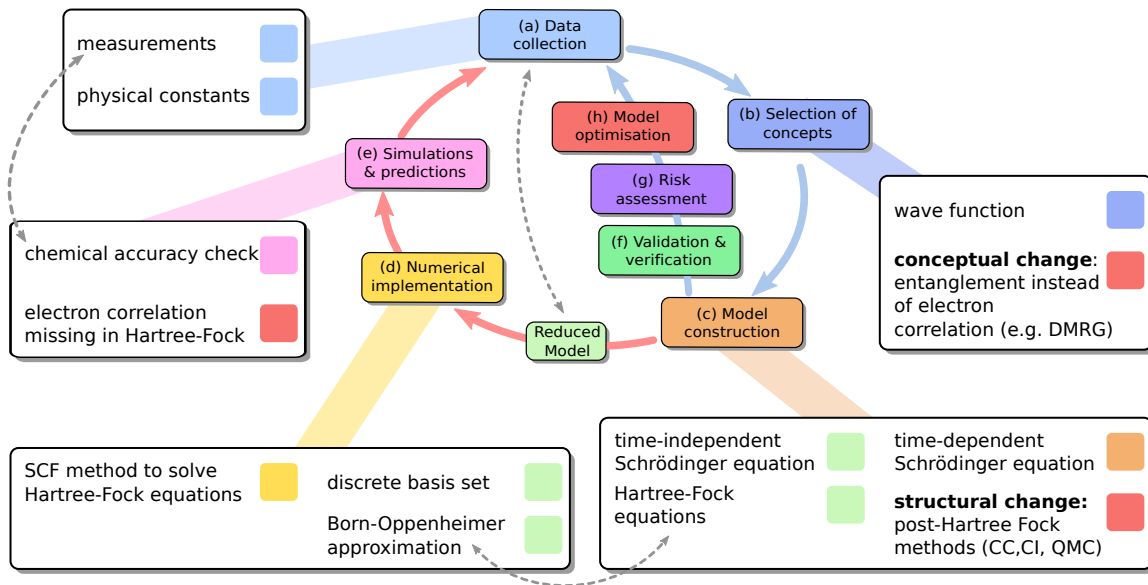 measurements
physical constants
(a) Data
collection
(h) Model
optimisation
(b) Selection of
concepts
(e) Simulations
& predictions
(g) Risk
assessment
wave function
conceptual change:
entanglement instead
of electron
correlation (e.g. DMRG)
chemical accuracy check
electron correlation
missing in Hartree-Fock
(d) Numerical
implementation
(f) Validation &
verification
(c) Model
construction
Reduced
Model
SCF method to solve
Hartree-Fock equations
discrete basis set
Born-Oppenheimer
approximation
time-independent
Schrödinger equation
Hartree-Fock
equations
time-dependent
Schrödinger equation
structural change:
post-Hartree Fock
methods (CC,CI, QMC)